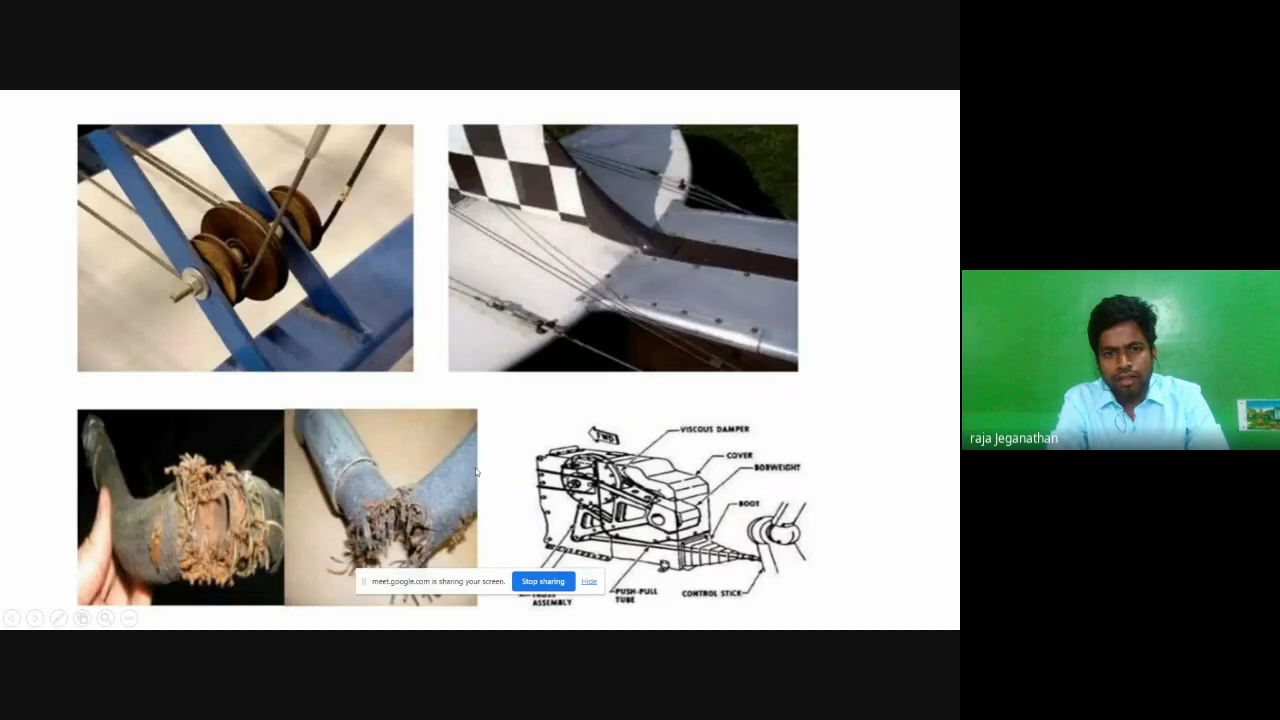 FWD
VISCOUS DAMPER
COVER
BOBWEIGHT
BOOT
meet.google.com is sharing your screen.
Stop sharing
Hide
ASSEMBLY
PUSH-PULL
TUBE
CONTROL STICK
raja Jeganathan